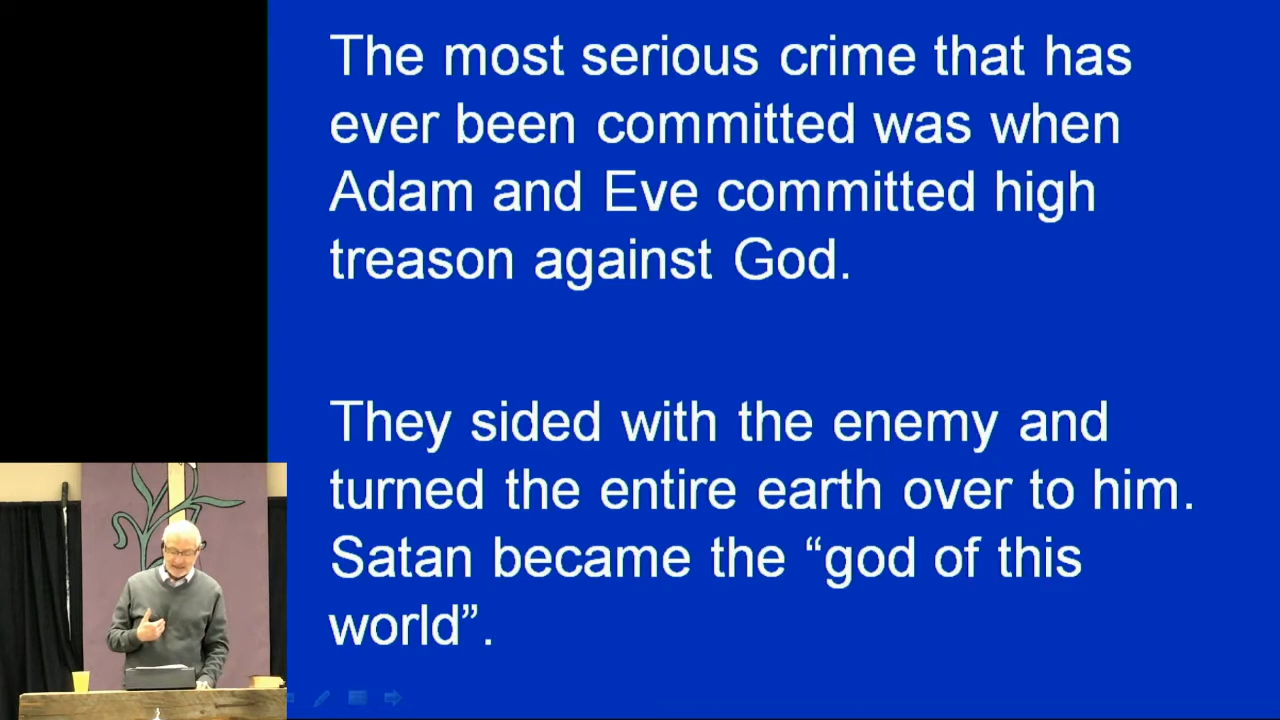 The most serious crime that has
ever been committed was when
Adam and Eve committed high
treason against God.
They sided with the enemy and
turned the entire earth over to him.
Satan became the “god of this
world”.